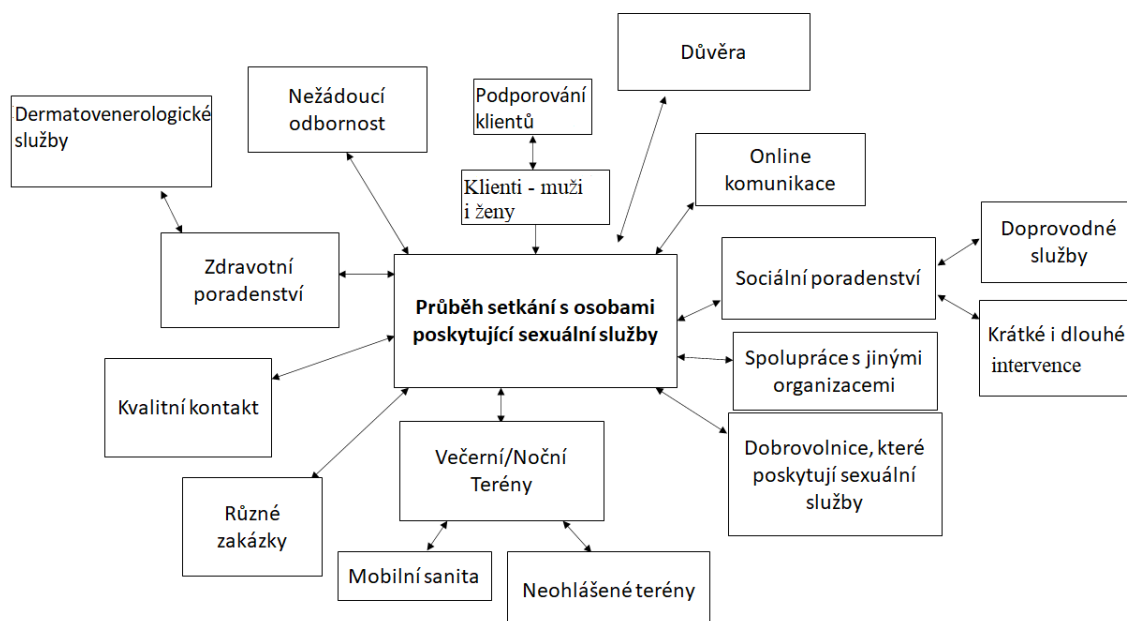 Důvěra
Nežádoucí
odbornost
Podporování
klientů
Dermatovenerologické
služby
Online
komunikace
Klienti - muži
i ženy
Doprovodné
služby
Zdravotní
poradenství
Sociální poradenství
Průběh setkání s osobami
poskytující sexuální služby
Krátké i dlouhé
intervence
Spolupráce s jinými
organizacemi
Kvalitní kontakt
Večerní/Noční
Terény
Dobrovolnice, které
poskytují sexuální
služby
Různé
zakázky
Mobilní sanita
Neohlášené terény